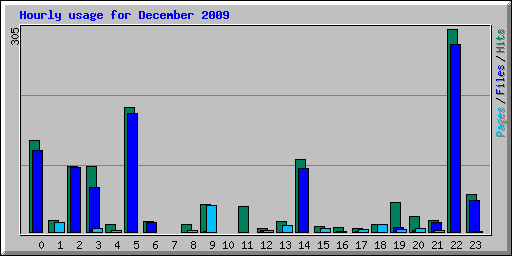 Hourly usage for December 2009
305
Pages / Files / Hits
0 1 2 3 4 5 6 7 8 9 10 11 12 13 14 15 16 17 18 19 20 21 22 23